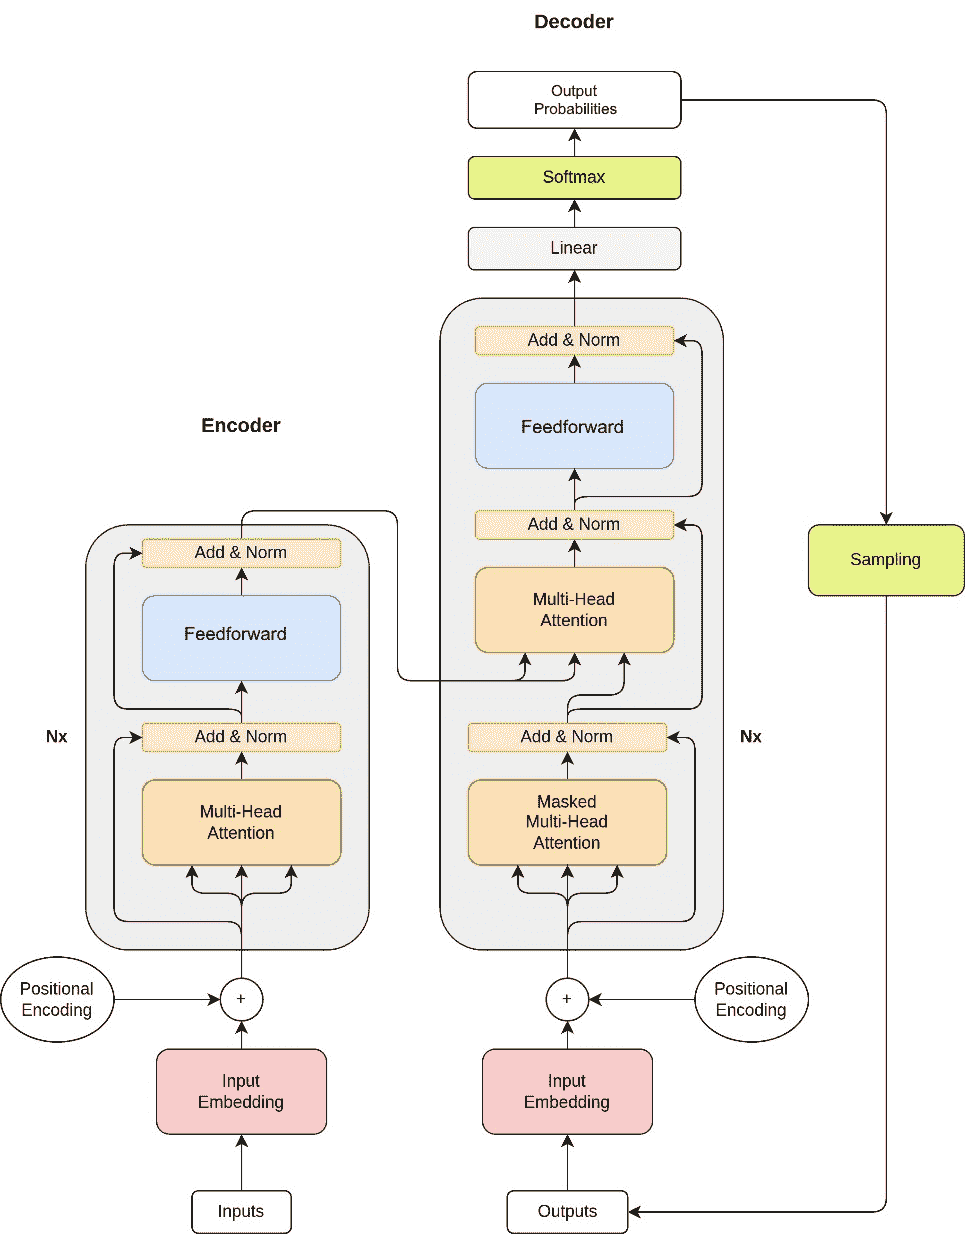 Decoder
Output
Probabilities
Softmax
Linear
Add & Norm
Feedforward
Add & Norm
Multi-Head
Attention
Add & Norm
Masked
Multi-Head
Attention
Nx
Positional
Encoding
+
Input
Embedding
Outputs
Sampling
Encoder
Add & Norm
Feedforward
Add & Norm
Multi-Head
Attention
Nx
Positional
Encoding
+
Input
Embedding
Inputs